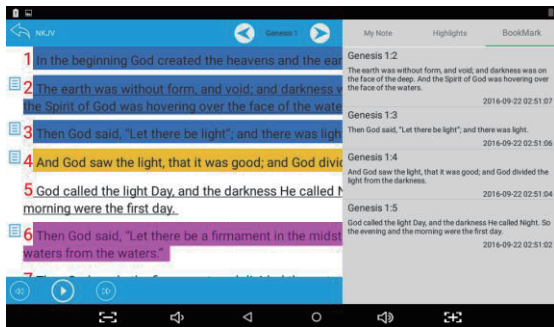 NKJV
Genesis 1
1 In the beginning God created the heavens and the ear
2 The earth was without form, and void; and darkness w
the Spirit of God was hovering over the face of the wate
3 Then God said, "Let there be light"; and there was ligh
4 And God saw the light, that it was good; and God divid
5 God called the light Day, and the darkness He called N
morning were the first day.
6 Then God said, "Let there be a firmament in the midst
waters from the waters."
My Note
Highlights
BookMark
Genesis 1:2
The earth was without form, and void; and darkness was on
the face of the deep. And the Spirit of God was hovering over
the face of the waters.
2016-09-22 02:51:07
Genesis 1:3
Then God said, "Let there be light"; and there was light.
2016-09-22 02:51:06
Genesis 1:4
And God saw the light, that it was good; and God divided the
light from the darkness.
2016-09-22 02:51:04
Genesis 1:5
God called the light Day, and the darkness He called Night. So
the evening and the morning were the first day.
2016-09-22 02:51:02